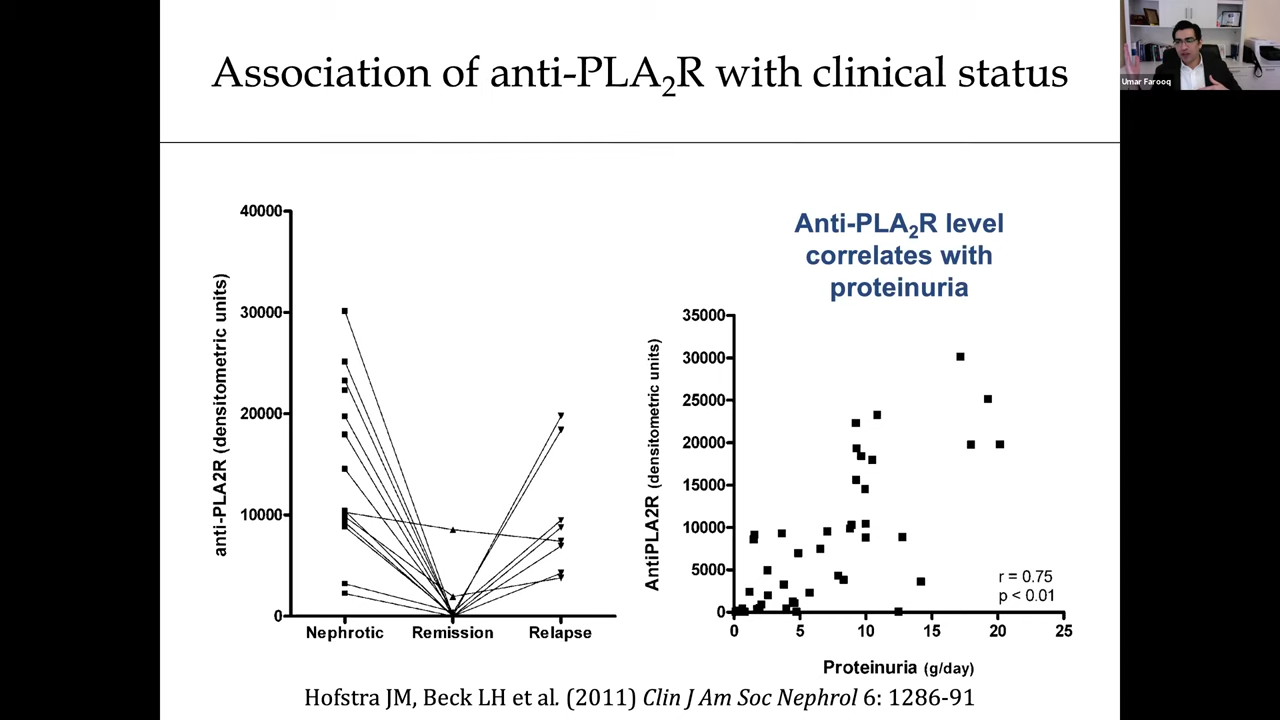 Association of anti-PLA2R with clinical status
Umar Farooq
40000
30000
20000
10000
0
anti-PLA2R (densitometric units)
Nephrotic
Remission
Relapse
Anti-PLA2R level
correlates with
proteinuria
35000
30000
25000
20000
15000
10000
5000
0
AntiPLA2R (densitometric units)
r = 0.75
p < 0.01
0
5
10
15
20
25
Proteinuria (g/day)
Hofstra JM, Beck LH et al. (2011) Clin J Am Soc Nephrol 6: 1286-91